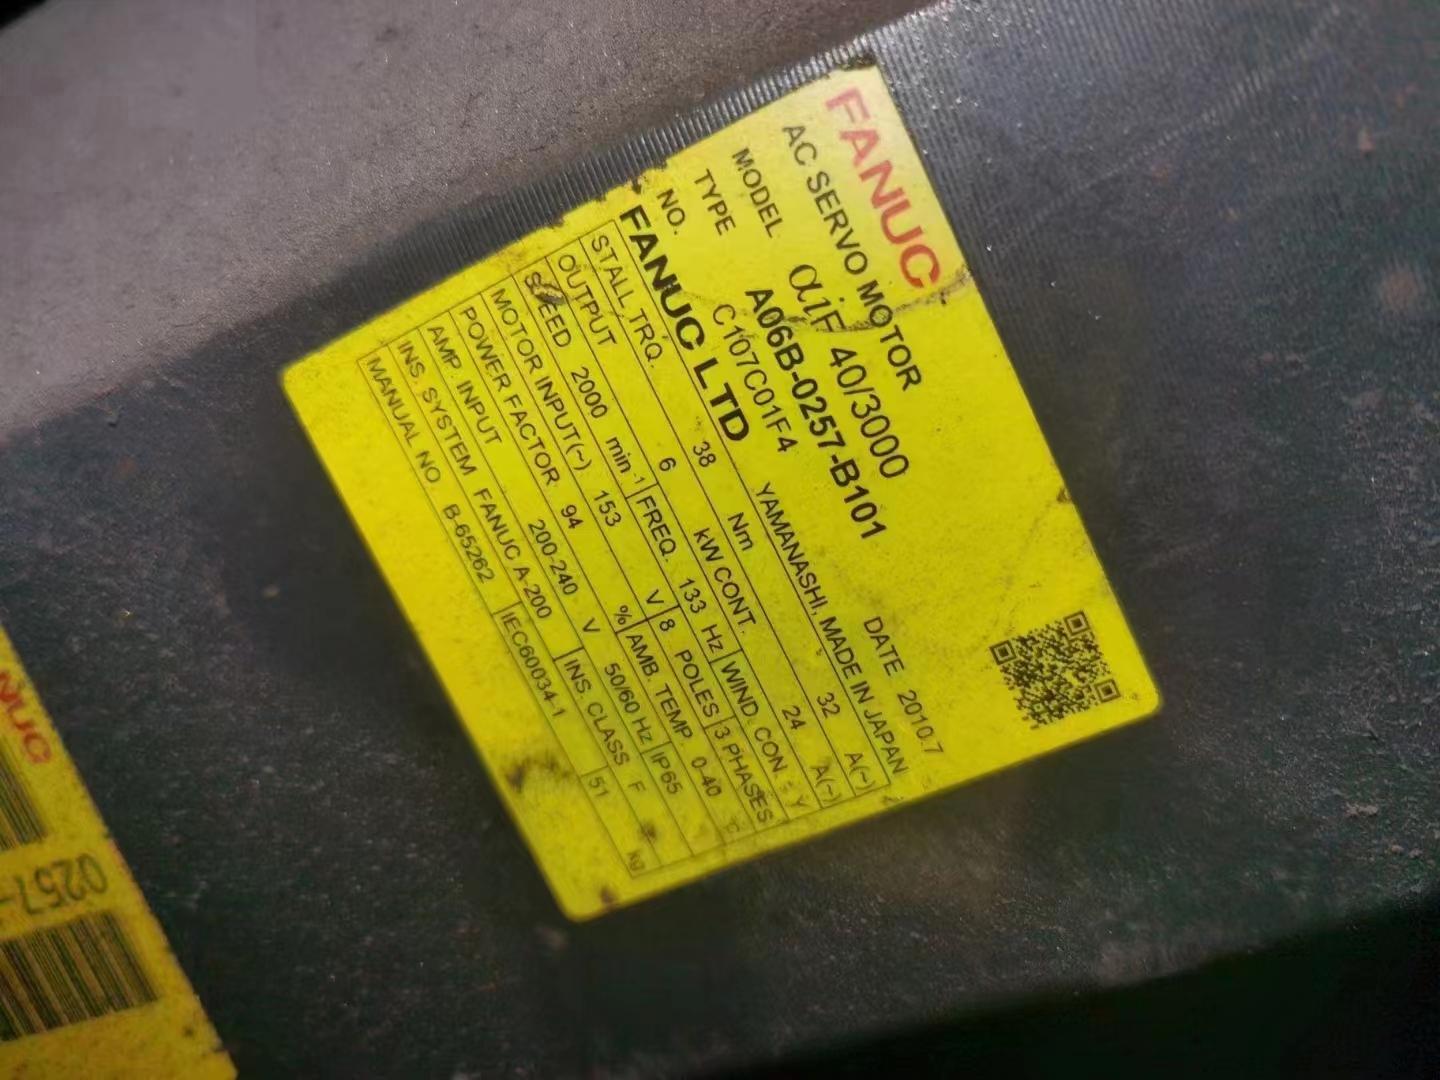 FANUC
AC SERVO MOTOR
MODEL αiF 40/3000
TYPE A06B-0257-B101
NO. C107C01F4 DATE 2010.7
FANUC LTD YAMANASHI, MADE IN JAPAN
STALL TRQ. 38 Nm 32 A(~)
OUTPUT 6 kW CONT. 24 A(~)
SPEED 2000 min⁻¹ FREQ. 133 Hz WIND. CON. Y
MOTOR INPUT(~) 153 V 8 POLES 3 PHASES
POWER FACTOR 94 % AMB. TEMP. 0-40 °C
AMP. INPUT 200-240 V 50/60 Hz IP65
INS. SYSTEM FANUC A-200 INS. CLASS F
MANUAL NO. B-65262 IEC60034-1 51 kg
NUC
0257-